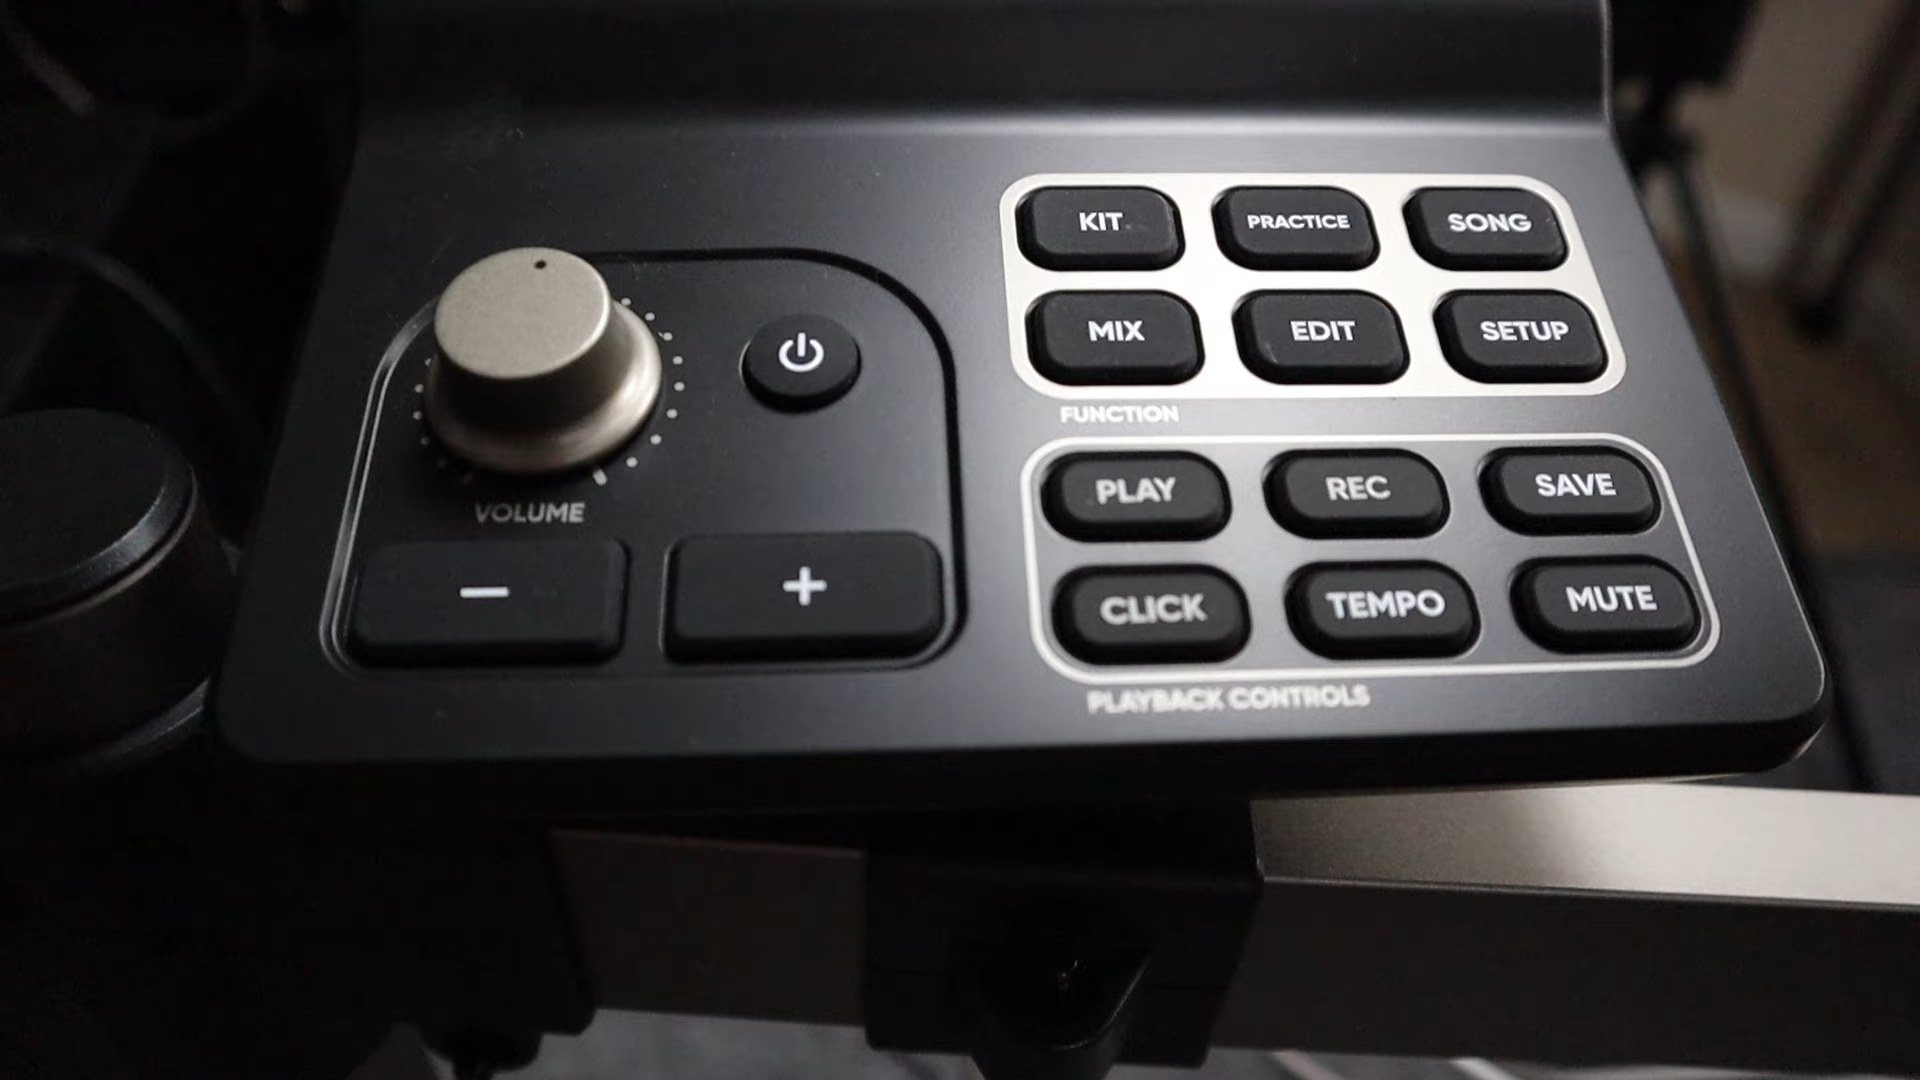 KIT PRACTICE SONG
MIX EDIT SETUP
FUNCTION
PLAY REC SAVE
VOLUME
− +
CLICK TEMPO MUTE
PLAYBACK CONTROLS